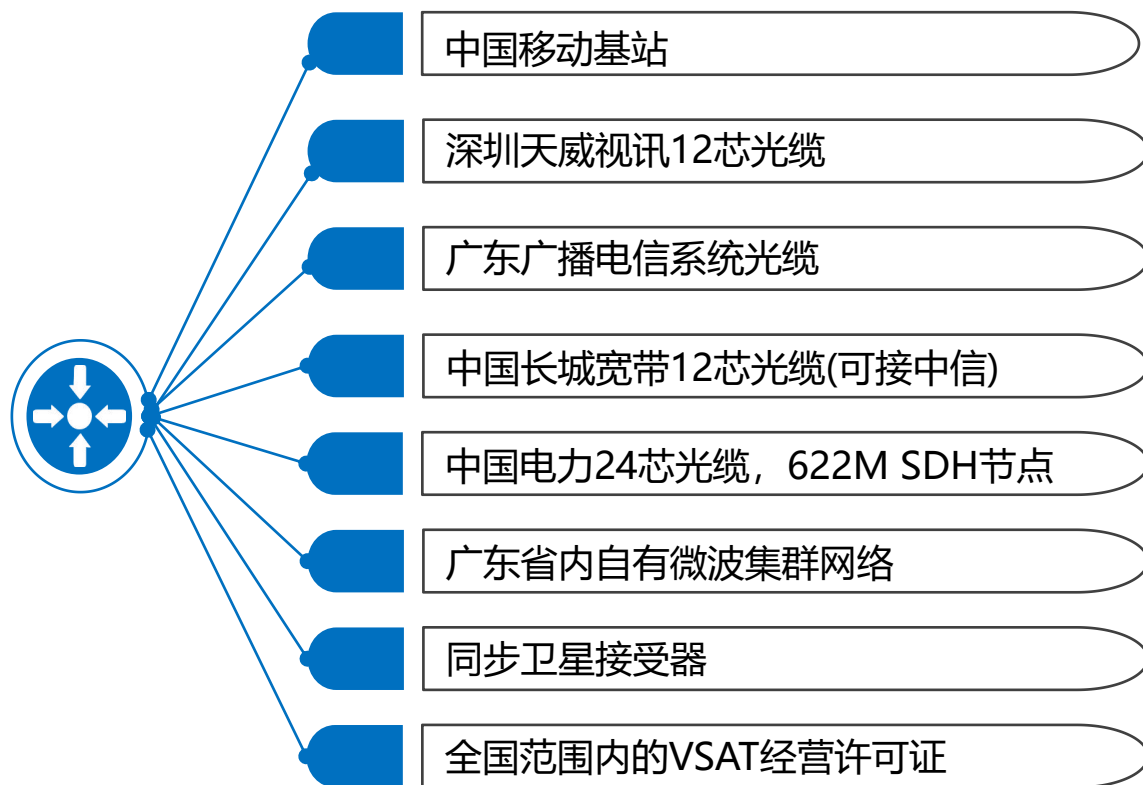 中国移动基站
深圳天威视讯12芯光缆
广东广播电信系统光缆
中国长城宽带12芯光缆(可接中信)
中国电力24芯光缆，622M SDH节点
广东省内自有微波集群网络
同步卫星接受器
全国范围内的VSAT经营许可证